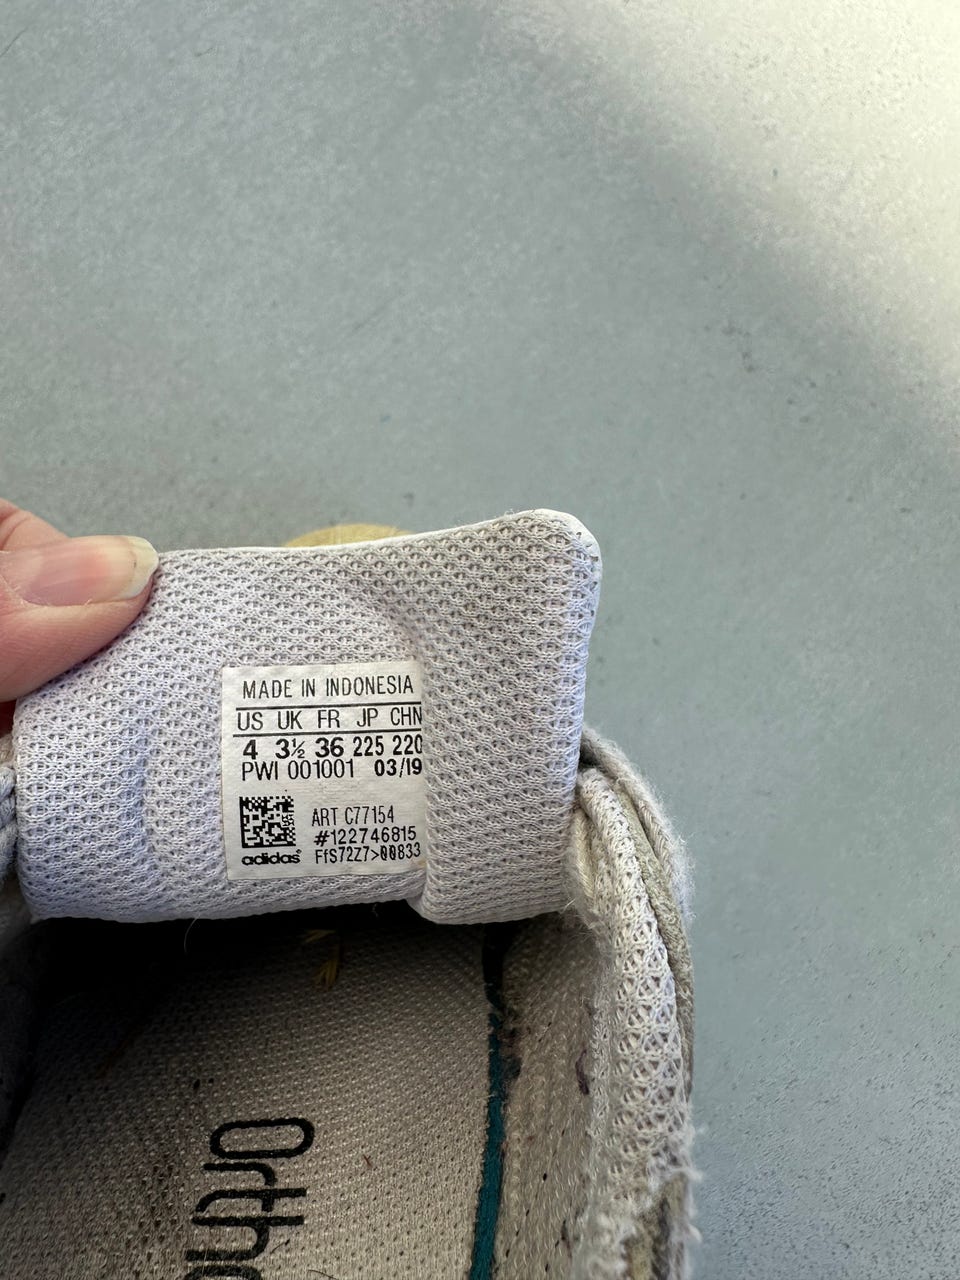 MADE IN INDONESIA
US UK FR JP CHN
4 3½ 36 225 220
PWI 001001 03/19
ART C77154
#122746815
adidas FfS72Z7>00833
Ortho